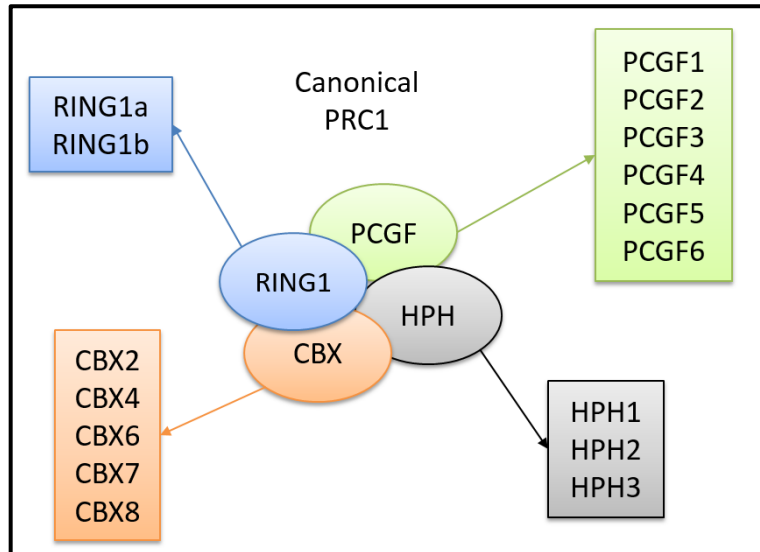 Canonical
PRC1
RING1a
RING1b
PCGF1
PCGF2
PCGF3
PCGF4
PCGF5
PCGF6
PCGF
RING1
HPH
CBX
CBX2
CBX4
CBX6
CBX7
CBX8
HPH1
HPH2
HPH3